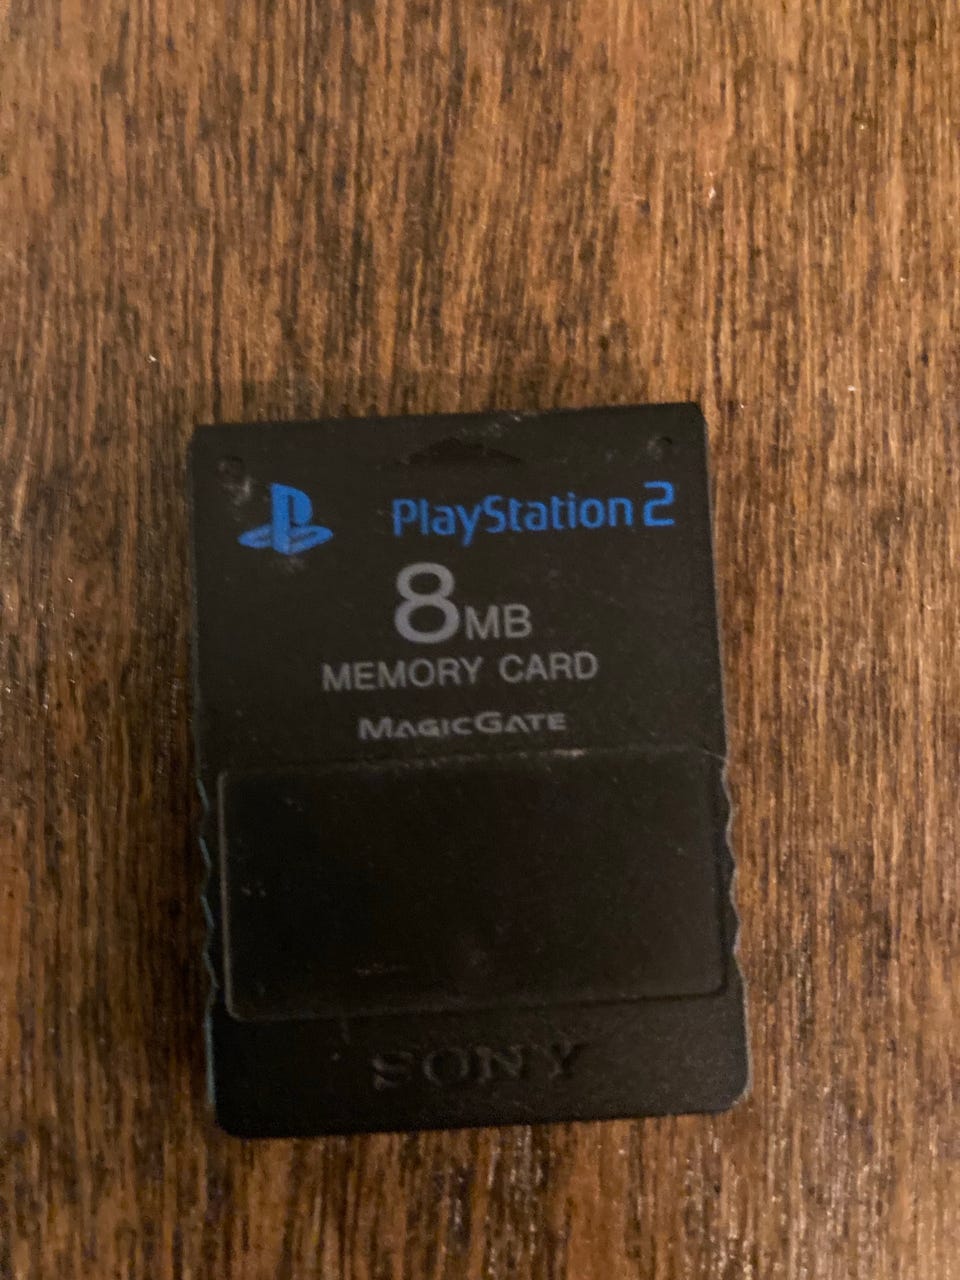 PlayStation 2
8MB
MEMORY CARD
MAGICGATE
SONY